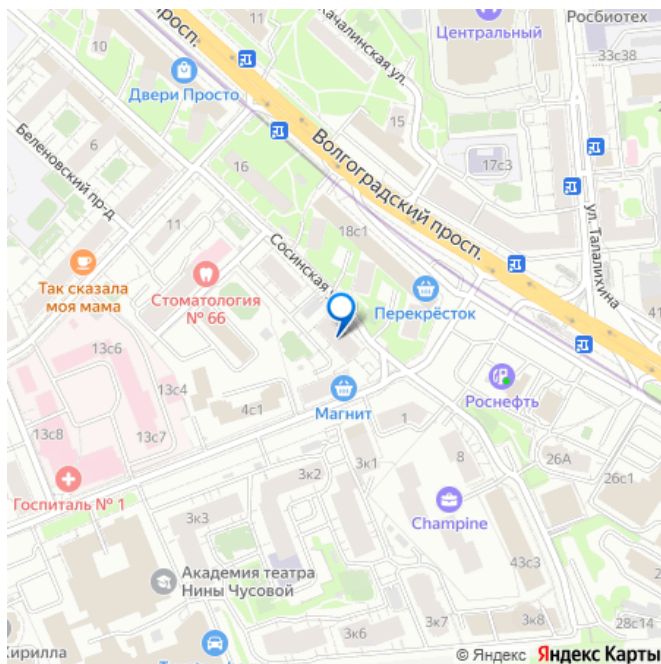 просп.
Качалинская ул.
Центральный
Росбиотех
33с38
10
Двери Просто
15
Волгоградский просп.
17с3
ул. Талалихина
Беленовский пр-д
6
16
11
18с1
Сосинская
Так сказала
моя мама
Стоматология
№ 66
Перекрёсток
41
13с6
13с4
4с1
Магнит
Роснефть
13с8
13с7
1
8
26А
26с1
3к2
3к1
Госпиталь № 1
3к3
Champine
43с3
Академия театра
Нины Чусовой
3к7
3к8
28с14
3к6
Кирилла
© Яндекс Яндекс Карты